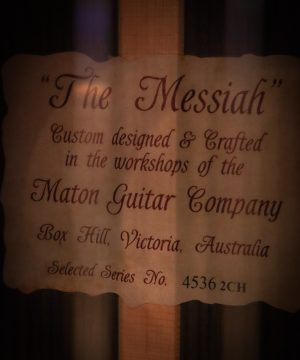 "The Messiah"
Custom designed & Crafted
in the workshops of the
Maton Guitar Company
Box Hill, Victoria, Australia
Selected Series No. 4536 2CH